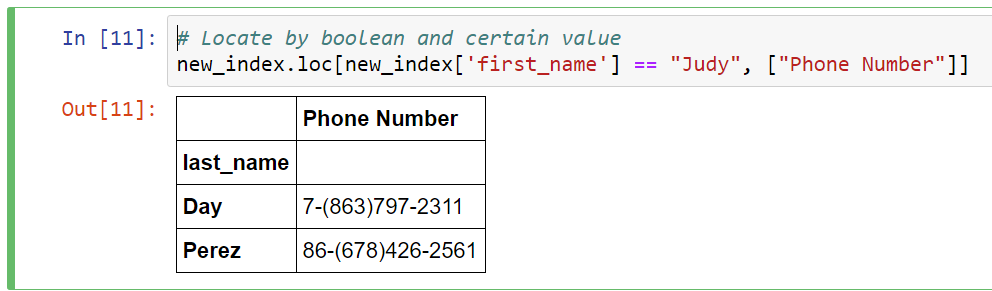 In [11]: # Locate by boolean and certain value
new_index.loc[new_index['first_name'] == "Judy", ["Phone Number"]]
Out[11]:
Phone Number
last_name
Day 7-(863)797-2311
Perez 86-(678)426-2561